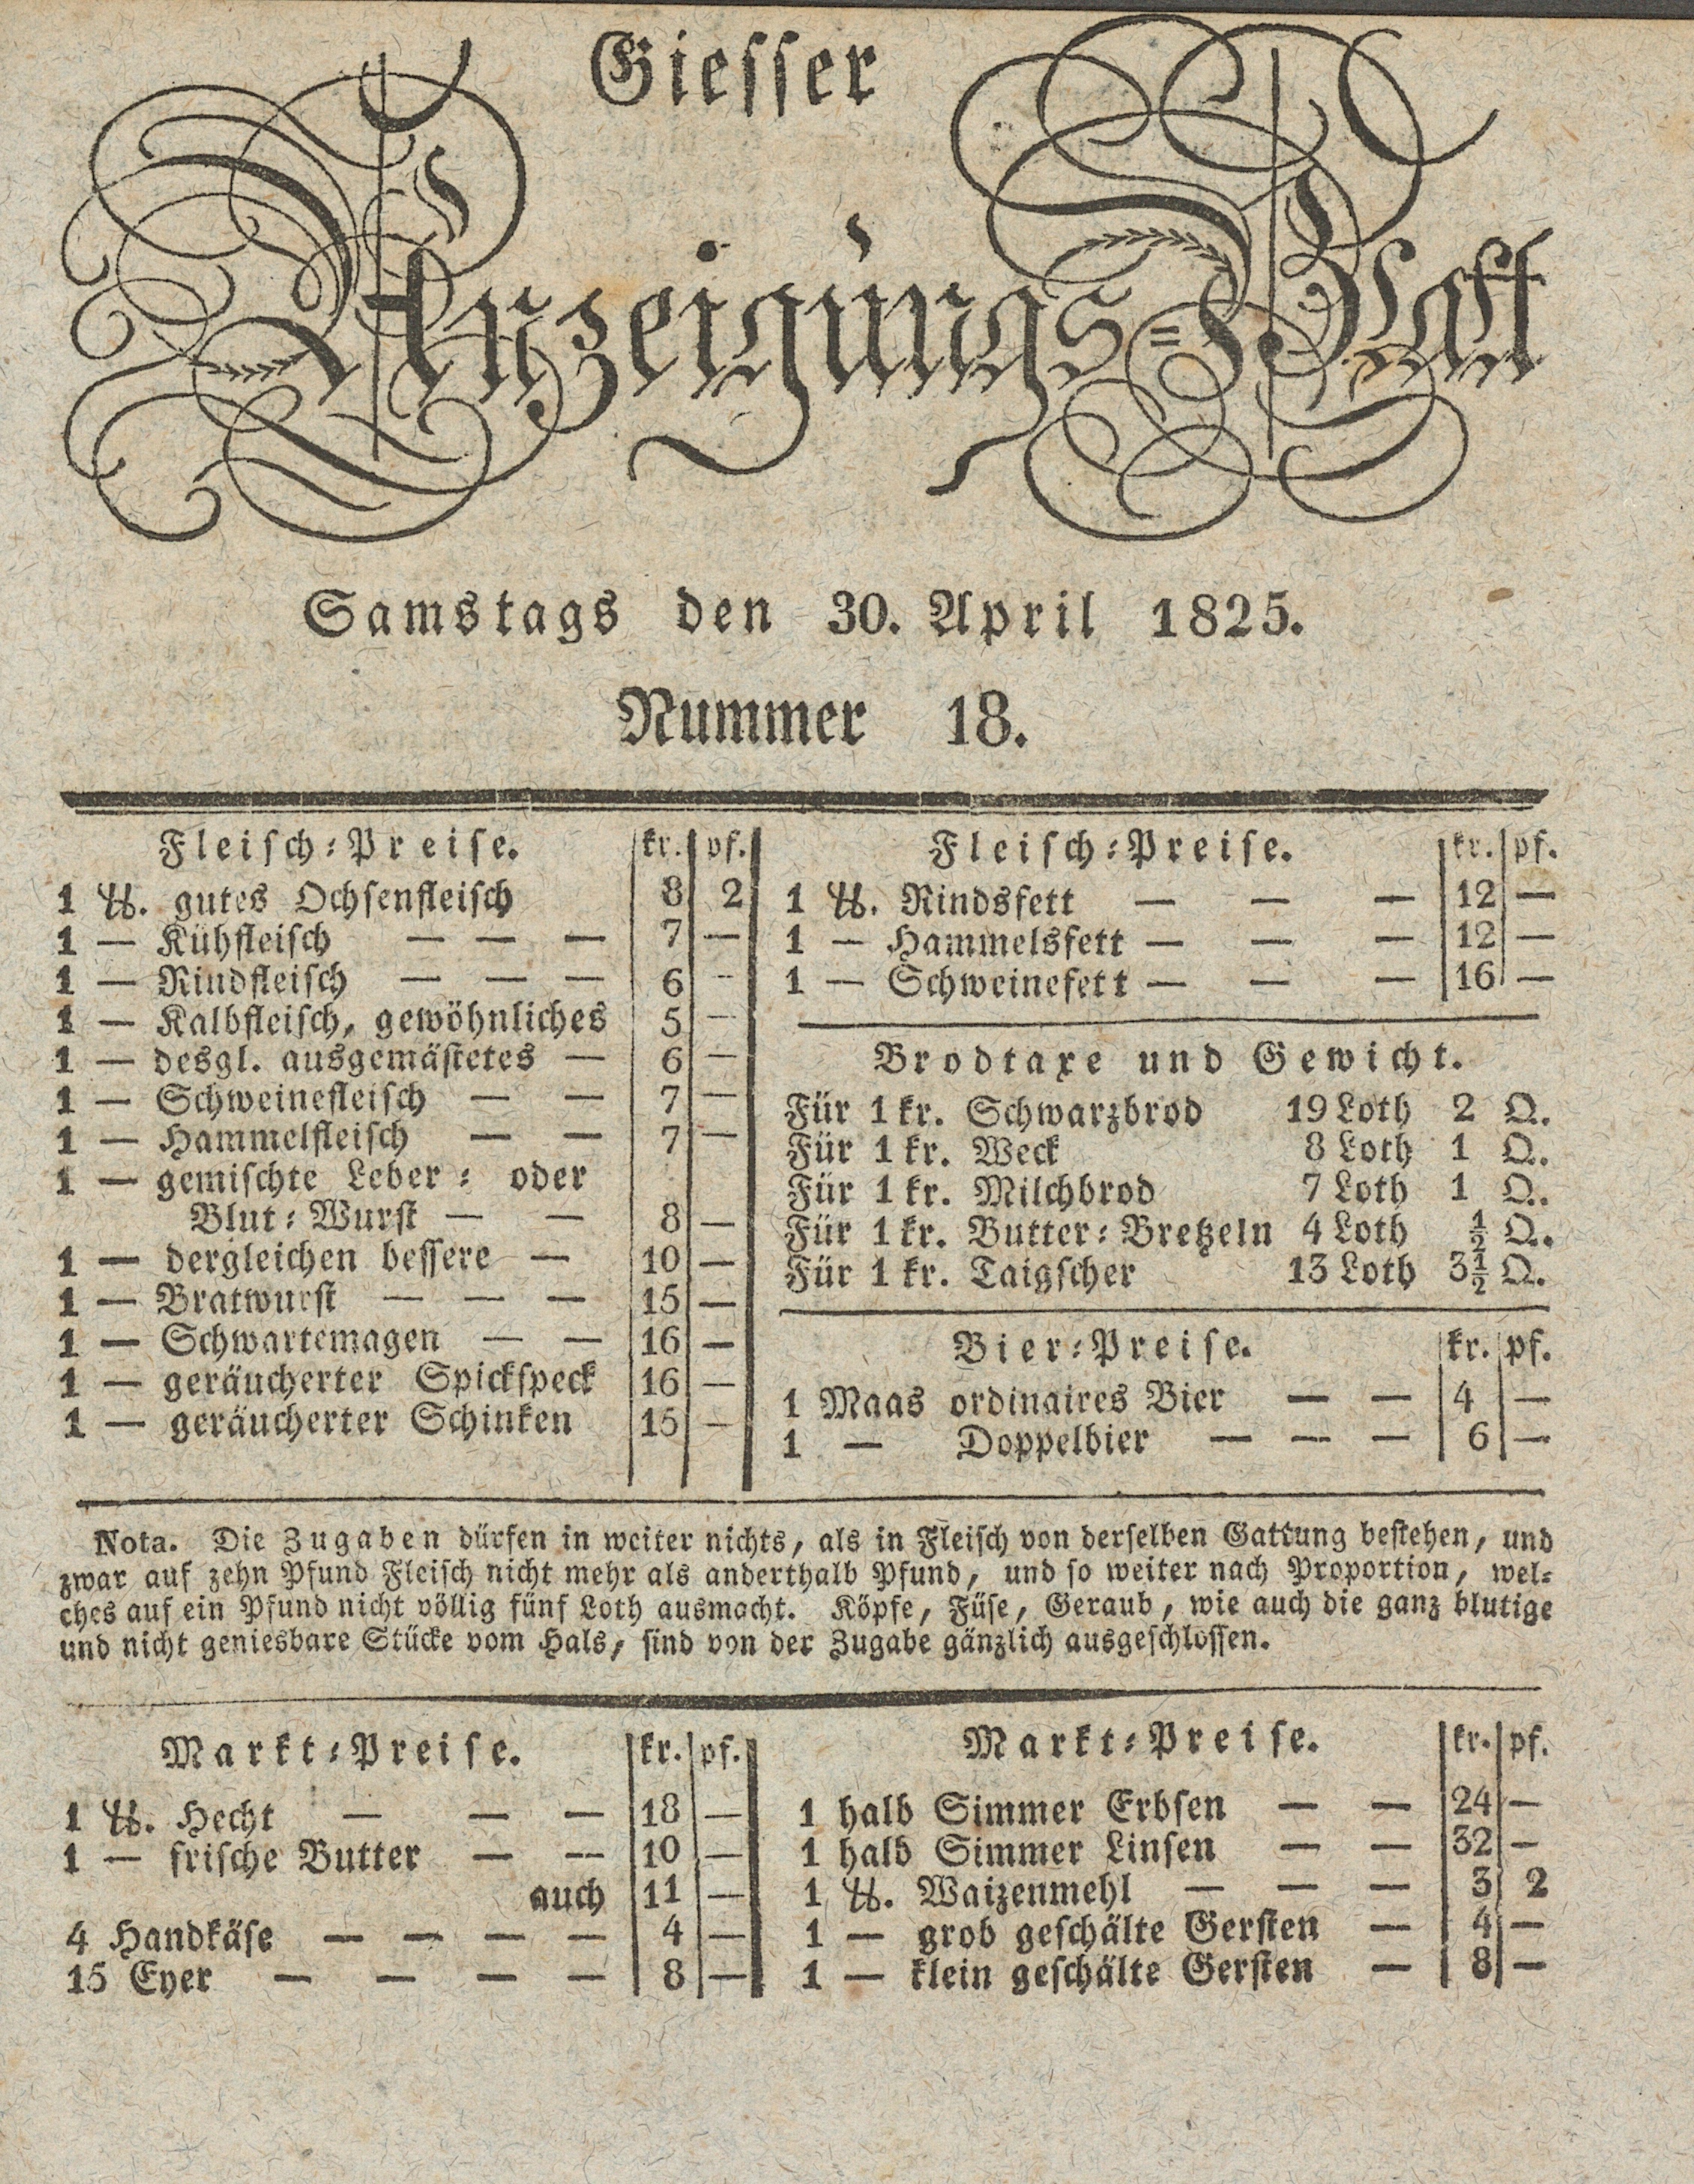 Giesser
Anzeigungs=Blatt
Samstags den 30. April 1825.
Nummer 18.
Fleisch=Preise. kr. pf.
1 ℔. gutes Ochsenfleisch 8 2
1 — Kühfleisch — — — 7 —
1 — Rindfleisch — — — 6 —
1 — Kalbfleisch, gewöhnliches 5 —
1 — desgl. ausgemästetes — 6 —
1 — Schweinefleisch — — 7 —
1 — Hammelfleisch — — 7 —
1 — gemischte Leber= oder
Blut=Wurst — — 8 —
1 — dergleichen bessere — 10 —
1 — Bratwurst — — — 15 —
1 — Schwartemagen — — 16 —
1 — geräucherter Spickspeck 16 —
1 — geräucherter Schinken 15 —
Fleisch=Preise. kr. pf.
1 ℔. Rindsfett — — — 12 —
1 — Hammelsfett — — — 12 —
1 — Schweinefett — — — 16 —
Brodtaxe und Gewicht.
Für 1 kr. Schwarzbrod 19 Loth 2 Q.
Für 1 kr. Weck 8 Loth 1 Q.
Für 1 kr. Milchbrod 7 Loth 1 Q.
Für 1 kr. Butter=Bretzeln 4 Loth ½ Q.
Für 1 kr. Taigscher 13 Loth 3½ Q.
Bier=Preise. kr. pf.
1 Maas ordinaires Bier — — 4 —
1 — Doppelbier — — — 6 —
Nota. Die Zugaben dürfen in weiter nichts, als in Fleisch von derselben Gattung bestehen, und
zwar auf zehn Pfund Fleisch nicht mehr als anderthalb Pfund, und so weiter nach Proportion, wel=
ches auf ein Pfund nicht völlig fünf Loth ausmacht. Köpfe, Füse, Geraub, wie auch die ganz blutige
und nicht geniesbare Stücke vom Hals, sind von der Zugabe gänzlich ausgeschlossen.
Markt=Preise. kr. pf.
1 ℔. Hecht — — — 18 —
1 — frische Butter — — 10 —
auch 11 —
4 Handkäse — — — — 4 —
15 Eyer — — — — 8 —
Markt=Preise. kr. pf.
1 halb Simmer Erbsen — — 24 —
1 halb Simmer Linsen — — 32 —
1 ℔. Waizenmehl — — — 3 2
1 — grob geschälte Gersten — 4 —
1 — klein geschälte Gersten — 8 —